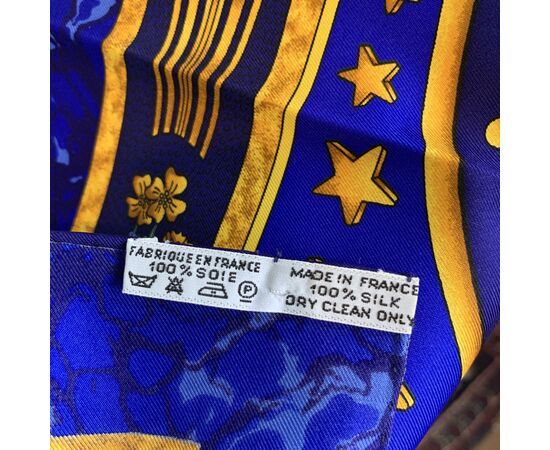 FABRIQUE EN FRANCE
100% SOIE
P
MADE IN FRANCE
100% SILK
DRY CLEAN ONLY